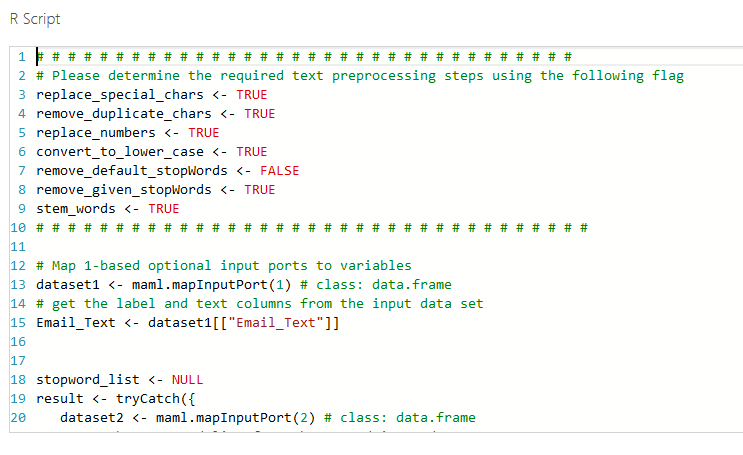 R Script
1 # # # # # # # # # # # # # # # # # # # # # # # # # # # # # # # # # #
2 # Please determine the required text preprocessing steps using the following flag
3 replace_special_chars <- TRUE
4 remove_duplicate_chars <- TRUE
5 replace_numbers <- TRUE
6 convert_to_lower_case <- TRUE
7 remove_default_stopWords <- FALSE
8 remove_given_stopWords <- TRUE
9 stem_words <- TRUE
10 # # # # # # # # # # # # # # # # # # # # # # # # # # # # # # # # # # #
11
12 # Map 1-based optional input ports to variables
13 dataset1 <- maml.mapInputPort(1) # class: data.frame
14 # get the label and text columns from the input data set
15 Email_Text <- dataset1[["Email_Text"]]
16
17
18 stopword_list <- NULL
19 result <- tryCatch({
20    dataset2 <- maml.mapInputPort(2) # class: data.frame